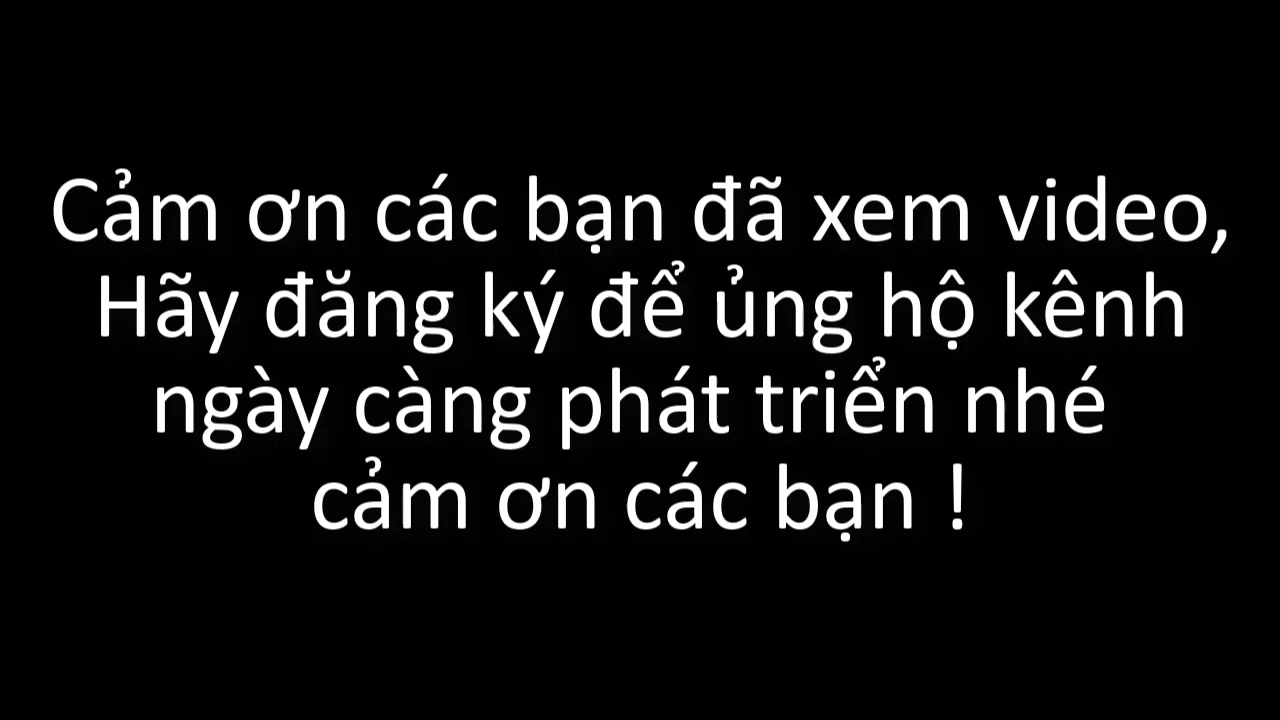 Cảm ơn các bạn đã xem video,
Hãy đăng ký để ủng hộ kênh
ngày càng phát triển nhé
cảm ơn các bạn !